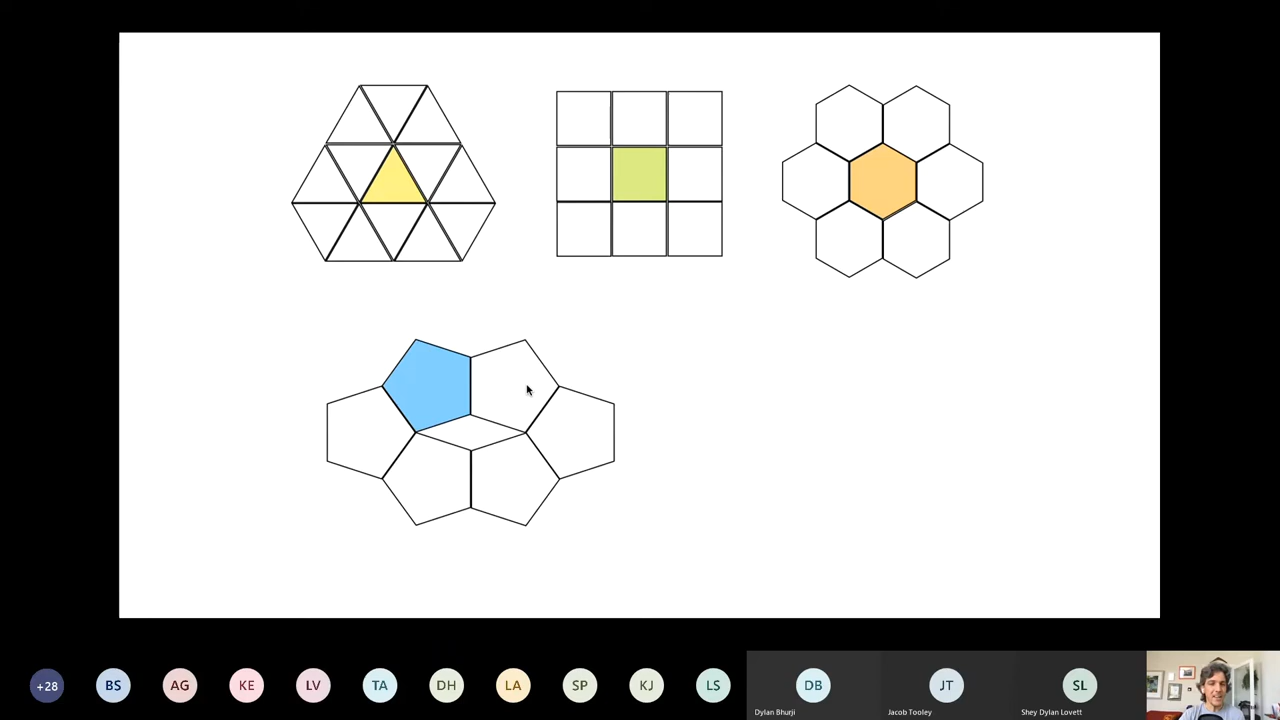 +28 BS AG KE LV TA DH LA SP KJ LS DB JT SL
Dylan Bhurji Jacob Tooley Shey Dylan Lovett